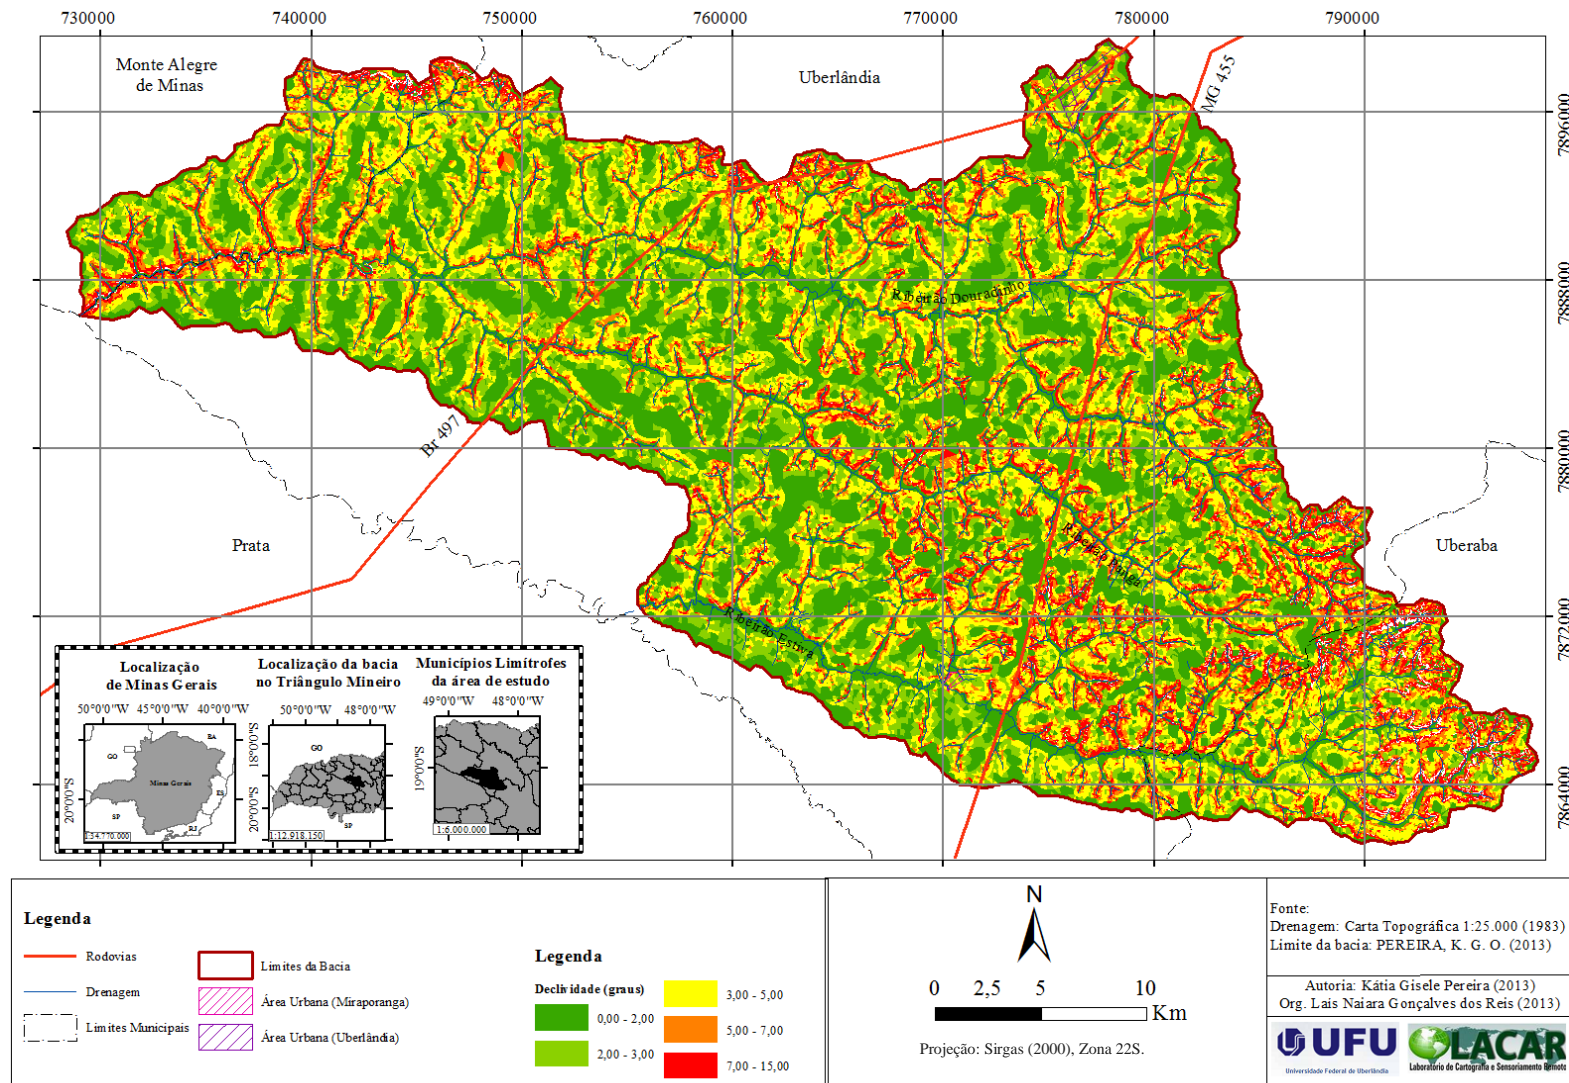 730000 740000 750000 760000 770000 780000 790000
Monte Alegre
de Minas
Uberlândia
MG 455
7896000
7888000
7880000
7872000
7864000
Ribeirão Douradinho
Br 497
Prata
Ribeirão Panga
Uberaba
Ribeirão Estiva
Localização
de Minas Gerais
50°0'0"W 45°0'0"W 40°0'0"W
20°0'0"S
GO
BA
Minas Gerais
ES
SP
RJ
1:34.770.000
Localização da bacia
no Triângulo Mineiro
50°0'0"W 48°0'0"W
18°0'0"S
20°0'0"S
GO
SP
1:12.918.150
Municípios Limítrofes
da área de estudo
49°0'0"W 48°0'0"W
19°0'0"S
1:6.000.000
Legenda
Rodovias
Drenagem
Limites Municipais
Limites da Bacia
Área Urbana (Miraporanga)
Área Urbana (Uberlândia)
Legenda
Declividade (graus)
0,00 - 2,00
2,00 - 3,00
3,00 - 5,00
5,00 - 7,00
7,00 - 15,00
N
0 2,5 5 10
Km
Projeção: Sirgas (2000), Zona 22S.
Fonte:
Drenagem: Carta Topográfica 1:25.000 (1983)
Limite da bacia: PEREIRA, K. G. O. (2013)
Autoria: Kátia Gisele Pereira (2013)
Org. Laís Naiara Gonçalves dos Reis (2013)
UFU
Universidade Federal de Uberlândia
LACAR
Laboratório de Cartografia e Sensoriamento Remoto